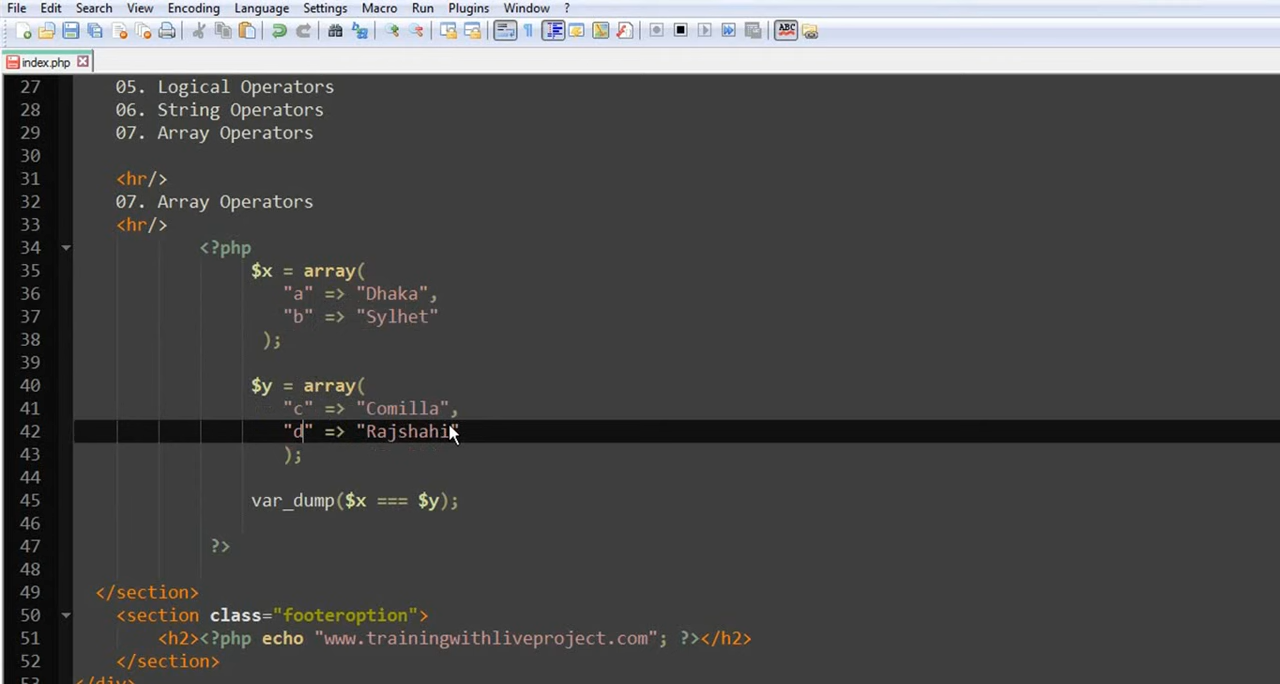 File Edit Search View Encoding Language Settings Macro Run Plugins Window ?
ABC
index.php
27 05. Logical Operators
28 06. String Operators
29 07. Array Operators
30
31 <hr/>
32 07. Array Operators
33 <hr/>
34 <?php
35 $x = array(
36 "a" => "Dhaka",
37 "b" => "Sylhet"
38 );
39
40 $y = array(
41 "c" => "Comilla",
42 "d" => "Rajshahi"
43 );
44
45 var_dump($x === $y);
46
47 ?>
48
49 </section>
50 <section class="footeroption">
51 <h2><?php echo "www.trainingwithliveproject.com"; ?></h2>
52 </section>
53 </div>